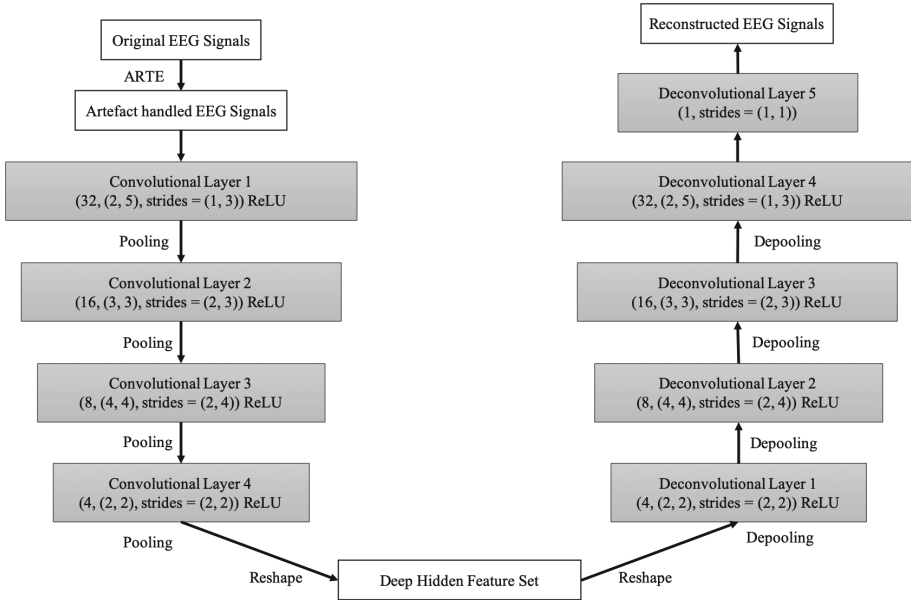 Original EEG Signals
ARTE
Artefact handled EEG Signals
Convolutional Layer 1
(32, (2, 5), strides = (1, 3)) ReLU
Pooling
Convolutional Layer 2
(16, (3, 3), strides = (2, 3)) ReLU
Pooling
Convolutional Layer 3
(8, (4, 4), strides = (2, 4)) ReLU
Pooling
Convolutional Layer 4
(4, (2, 2), strides = (2, 2)) ReLU
Pooling
Reshape
Deep Hidden Feature Set
Reshape
Depooling
Deconvolutional Layer 1
(4, (2, 2), strides = (2, 2)) ReLU
Depooling
Deconvolutional Layer 2
(8, (4, 4), strides = (2, 4)) ReLU
Depooling
Deconvolutional Layer 3
(16, (3, 3), strides = (2, 3)) ReLU
Depooling
Deconvolutional Layer 4
(32, (2, 5), strides = (1, 3)) ReLU
Deconvolutional Layer 5
(1, strides = (1, 1))
Reconstructed EEG Signals